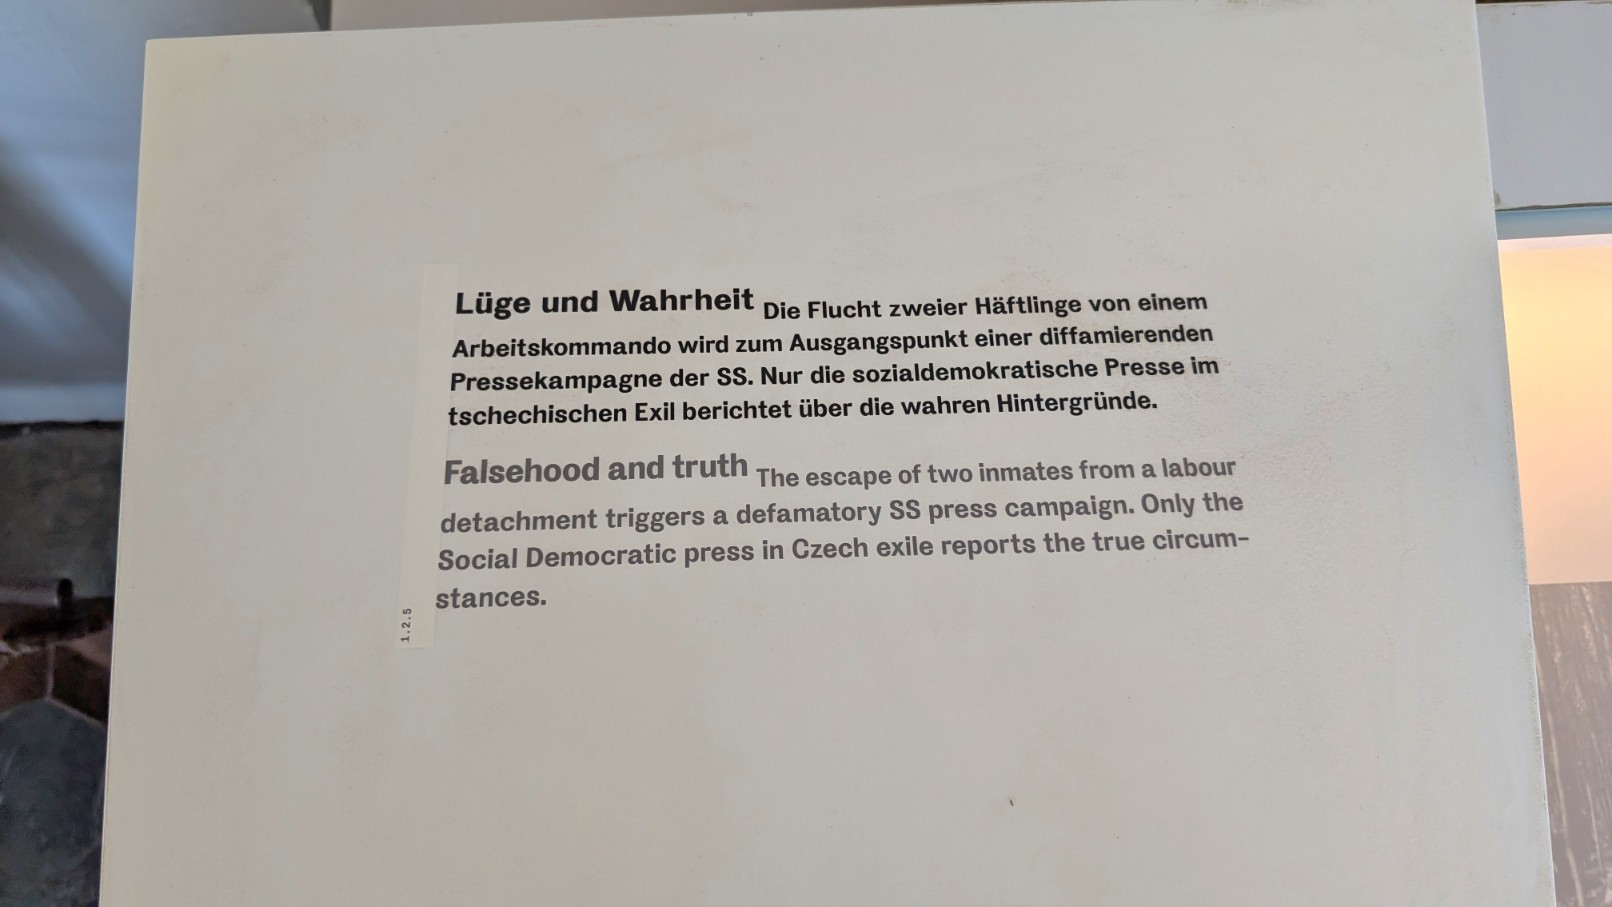 Lüge und Wahrheit Die Flucht zweier Häftlinge von einem
Arbeitskommando wird zum Ausgangspunkt einer diffamierenden
Pressekampagne der SS. Nur die sozialdemokratische Presse im
tschechischen Exil berichtet über die wahren Hintergründe.
Falsehood and truth The escape of two inmates from a labour
detachment triggers a defamatory SS press campaign. Only the
Social Democratic press in Czech exile reports the true circum-
stances.
1.2.5